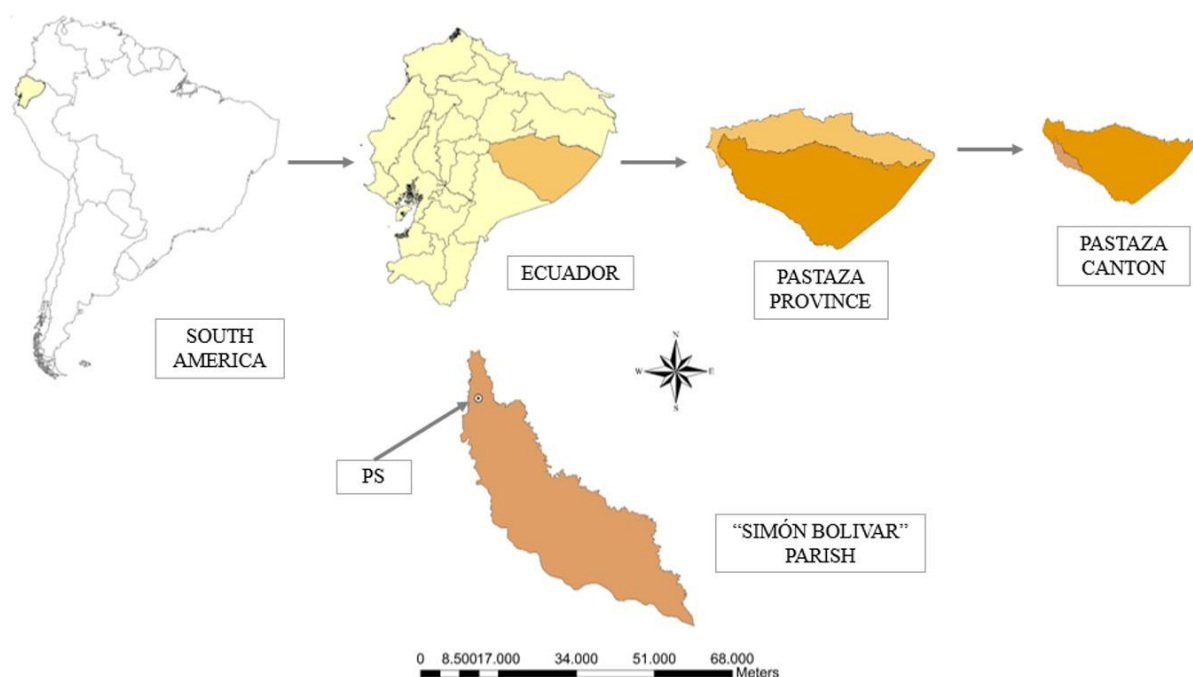 SOUTH
AMERICA
ECUADOR
PASTAZA
PROVINCE
PASTAZA
CANTON
N
W E
S
PS
“SIMÓN BOLIVAR”
PARISH
0 8.50017.000 34.000 51.000 68.000
Meters